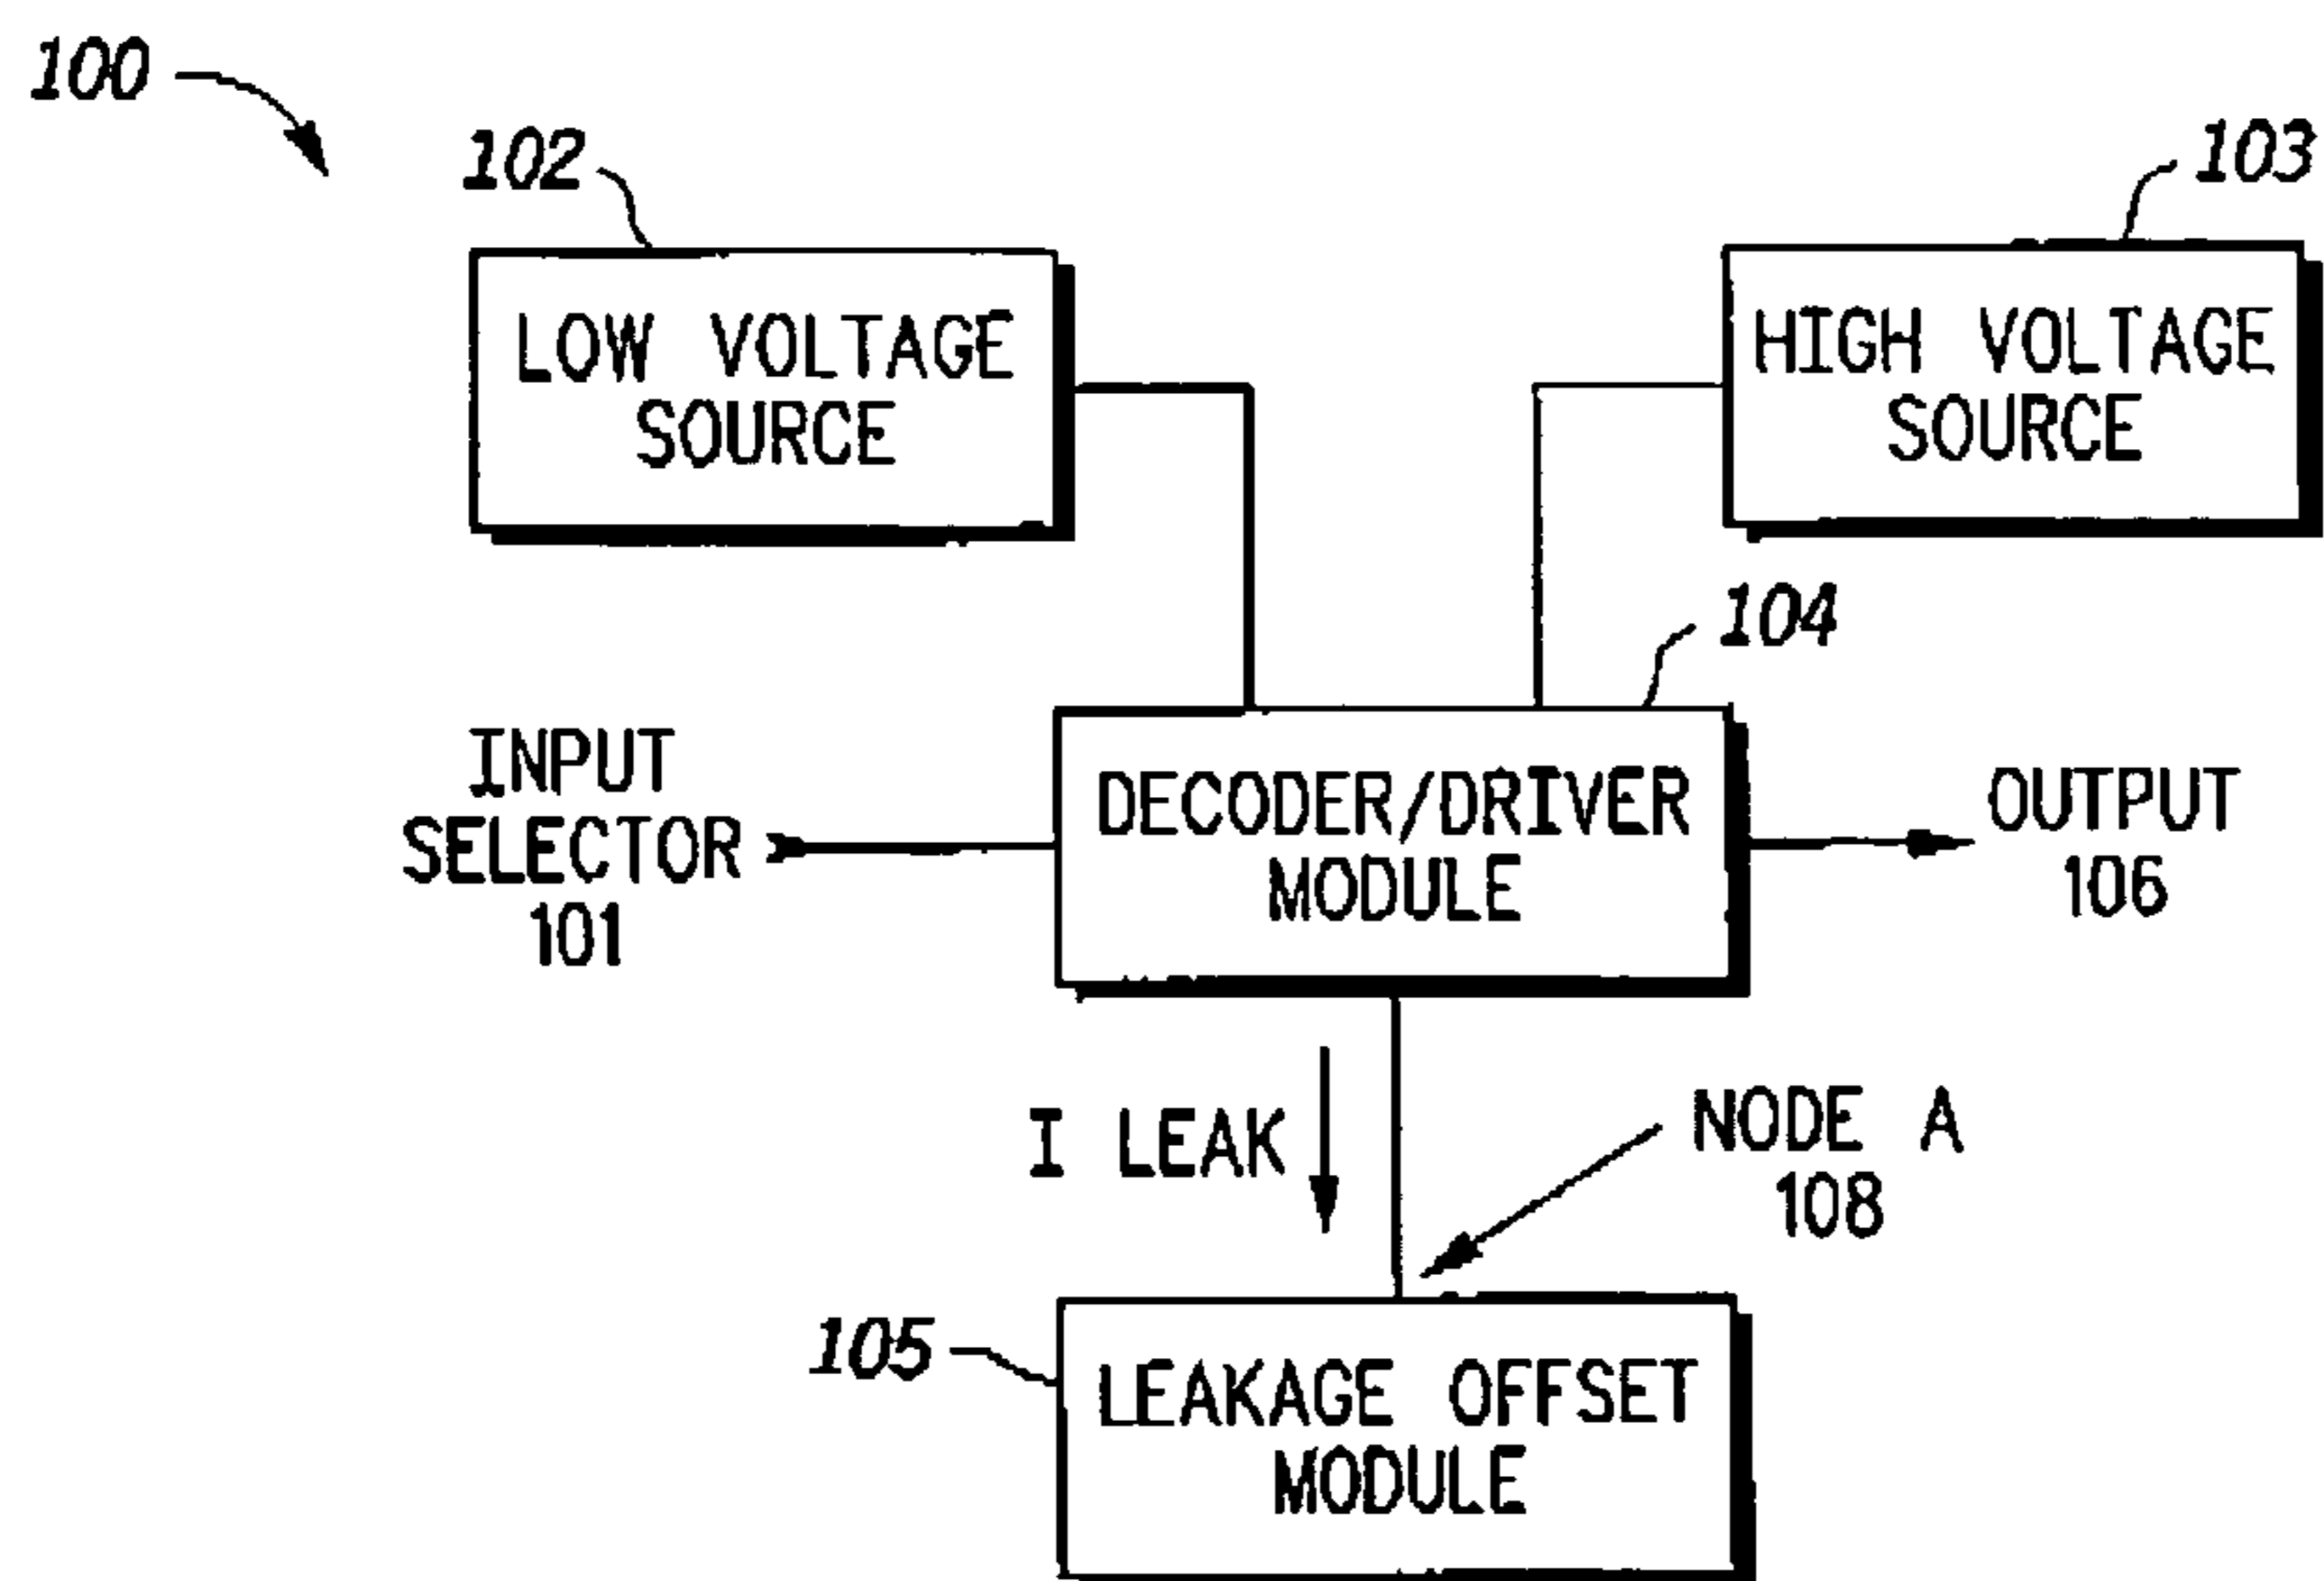 100
102
103
LOW VOLTAGE
SOURCE
HIGH VOLTAGE
SOURCE
104
INPUT
SELECTOR
101
DECODER/DRIVER
MODULE
OUTPUT
106
I LEAK
NODE A
108
105
LEAKAGE OFFSET
MODULE